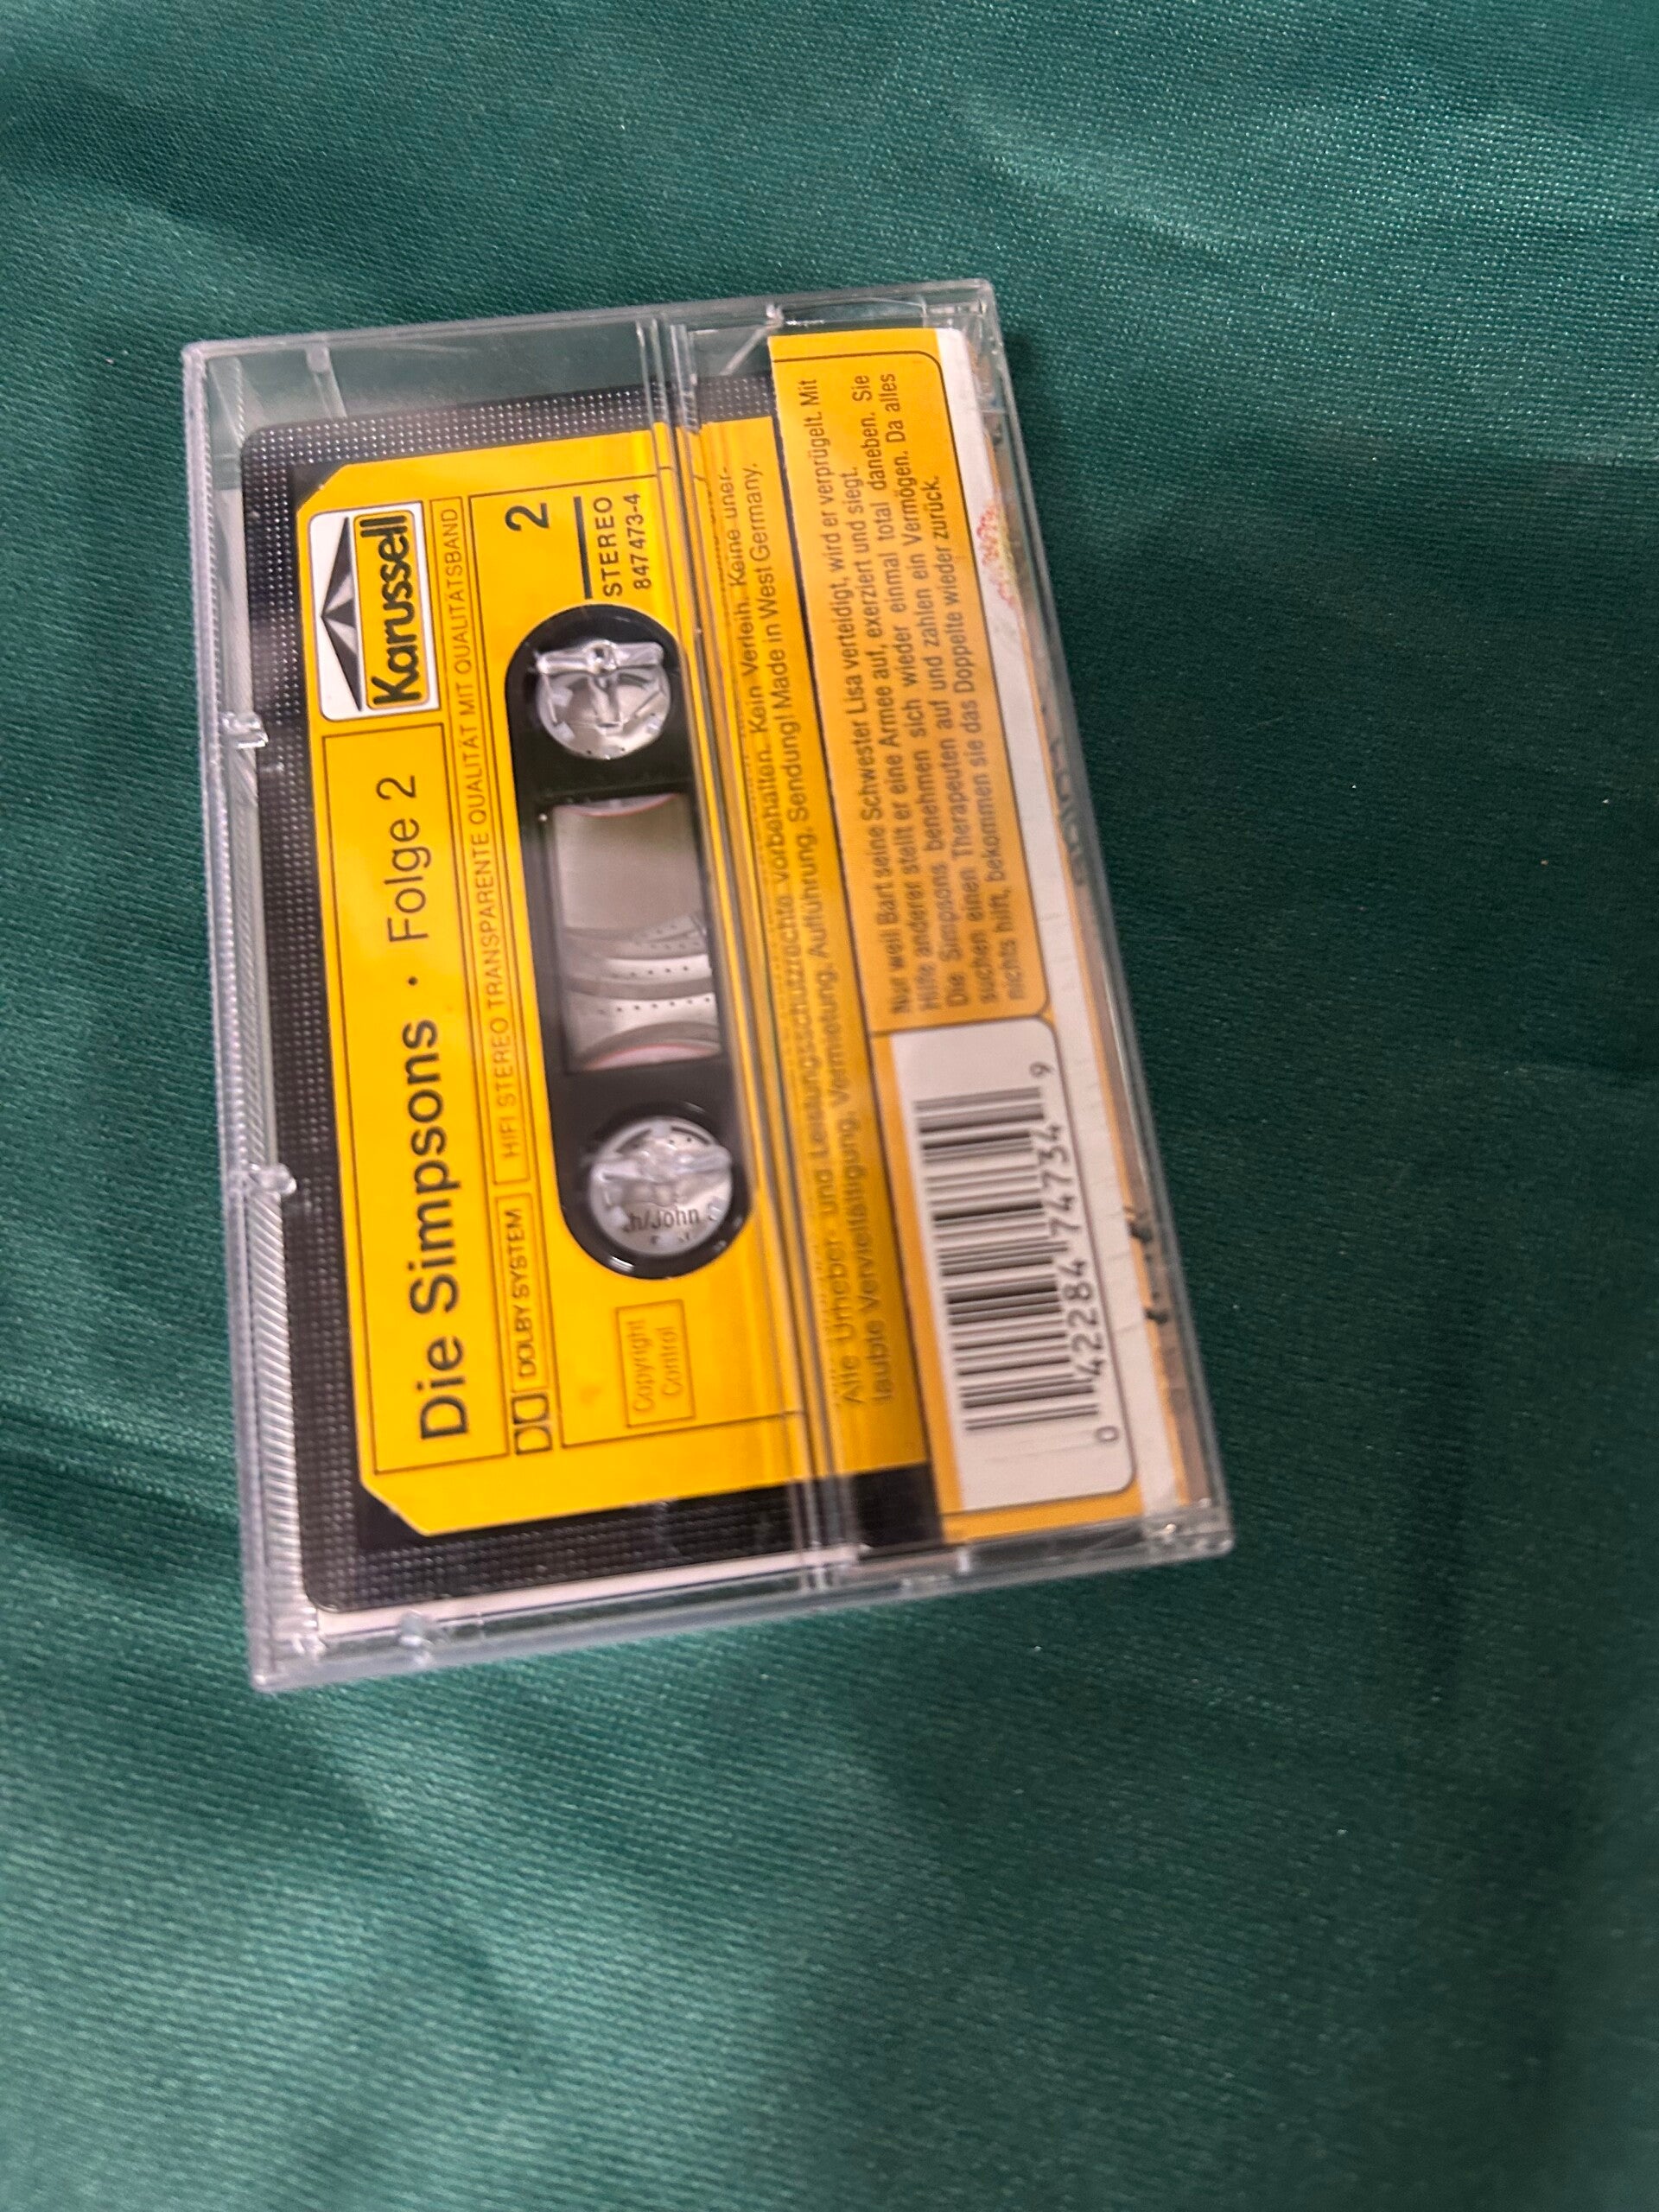 Karussell
Die Simpsons · Folge 2
DOLBY SYSTEM
HIFI STEREO TRANSPARENTE QUALITÄT MIT QUALITÄTSBAND
2
STEREO
847473-4
h/John
Copyright
Control
Alle Urheber- und Leistungsschutzrechte vorbehalten. Kein Verleih. Keine uner-
laubte Vervielfältigung, Vermietung, Aufführung, Sendung! Made in West Germany.
Nur weil Bart seine Schwester Lisa verteidigt, wird er verprügelt. Mit
Hilfe anderer stellt er eine Armee auf, exerziert und siegt.
Die Simpsons benehmen sich wieder einmal total daneben. Sie
suchen einen Therapeuten auf und zahlen ein Vermögen. Da alles
nichts hilft, bekommen sie das Doppelte wieder zurück.
0 42284 74734 9